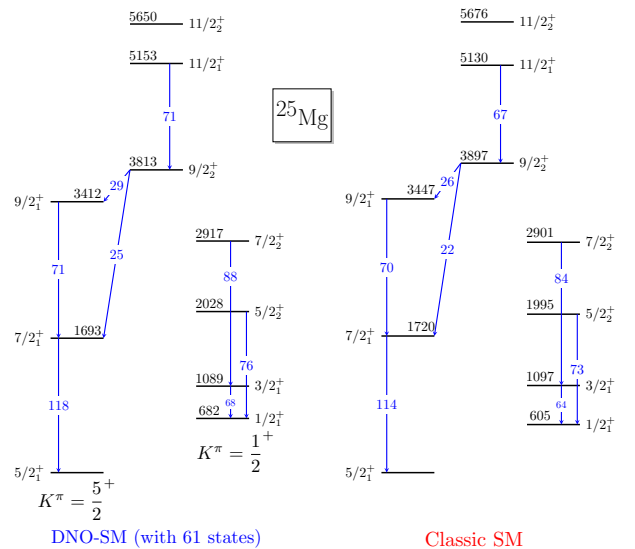 5650 11/2₂⁺ 5676 11/2₂⁺
5153 11/2₁⁺ 5130 11/2₁⁺
²⁵Mg
71 67
3813 9/2₂⁺ 3897 9/2₂⁺
29 26
9/2₁⁺ 3412 9/2₁⁺ 3447
2917 7/2₂⁺ 2901 7/2₂⁺
71 25 70 22
88 84
2028 5/2₂⁺ 1995 5/2₂⁺
7/2₁⁺ 1693 7/2₁⁺ 1720
76 73
1089 3/2₁⁺ 1097 3/2₁⁺
118 68 114 64
682 1/2₁⁺ 605 1/2₁⁺
K^π = 1/2⁺
5/2₁⁺ 5/2₁⁺
K^π = 5/2⁺
DNO-SM (with 61 states) Classic SM